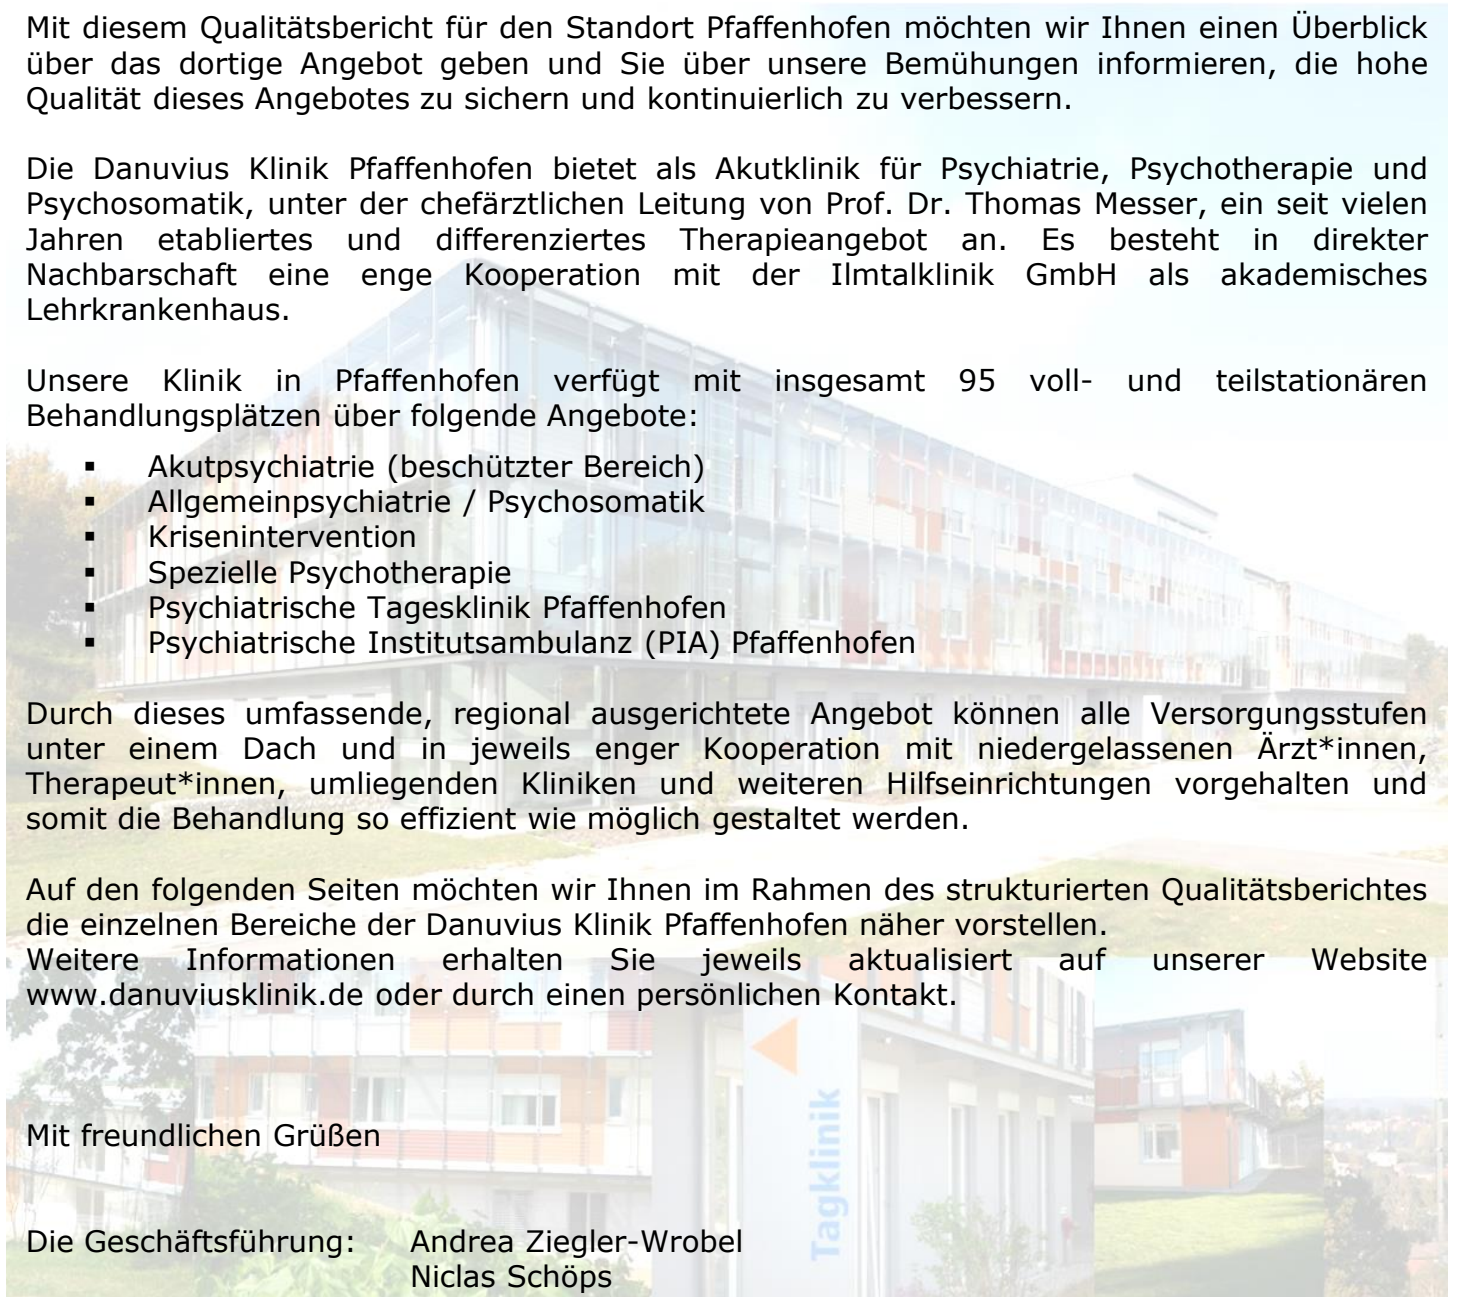 Mit diesem Qualitätsbericht für den Standort Pfaffenhofen möchten wir Ihnen einen Überblick
über das dortige Angebot geben und Sie über unsere Bemühungen informieren, die hohe
Qualität dieses Angebotes zu sichern und kontinuierlich zu verbessern.
Die Danuvius Klinik Pfaffenhofen bietet als Akutklinik für Psychiatrie, Psychotherapie und
Psychosomatik, unter der chefärztlichen Leitung von Prof. Dr. Thomas Messer, ein seit vielen
Jahren etabliertes und differenziertes Therapieangebot an. Es besteht in direkter
Nachbarschaft eine enge Kooperation mit der Ilmtalklinik GmbH als akademisches
Lehrkrankenhaus.
Unsere Klinik in Pfaffenhofen verfügt mit insgesamt 95 voll- und teilstationären
Behandlungsplätzen über folgende Angebote:
▪ Akutpsychiatrie (beschützter Bereich)
▪ Allgemeinpsychiatrie / Psychosomatik
▪ Krisenintervention
▪ Spezielle Psychotherapie
▪ Psychiatrische Tagesklinik Pfaffenhofen
▪ Psychiatrische Institutsambulanz (PIA) Pfaffenhofen
Durch dieses umfassende, regional ausgerichtete Angebot können alle Versorgungsstufen
unter einem Dach und in jeweils enger Kooperation mit niedergelassenen Ärzt*innen,
Therapeut*innen, umliegenden Kliniken und weiteren Hilfseinrichtungen vorgehalten und
somit die Behandlung so effizient wie möglich gestaltet werden.
Auf den folgenden Seiten möchten wir Ihnen im Rahmen des strukturierten Qualitätsberichtes
die einzelnen Bereiche der Danuvius Klinik Pfaffenhofen näher vorstellen.
Weitere Informationen erhalten Sie jeweils aktualisiert auf unserer Website
www.danuviusklinik.de oder durch einen persönlichen Kontakt.
Tagklinik
Mit freundlichen Grüßen
Die Geschäftsführung: Andrea Ziegler-Wrobel
Niclas Schöps